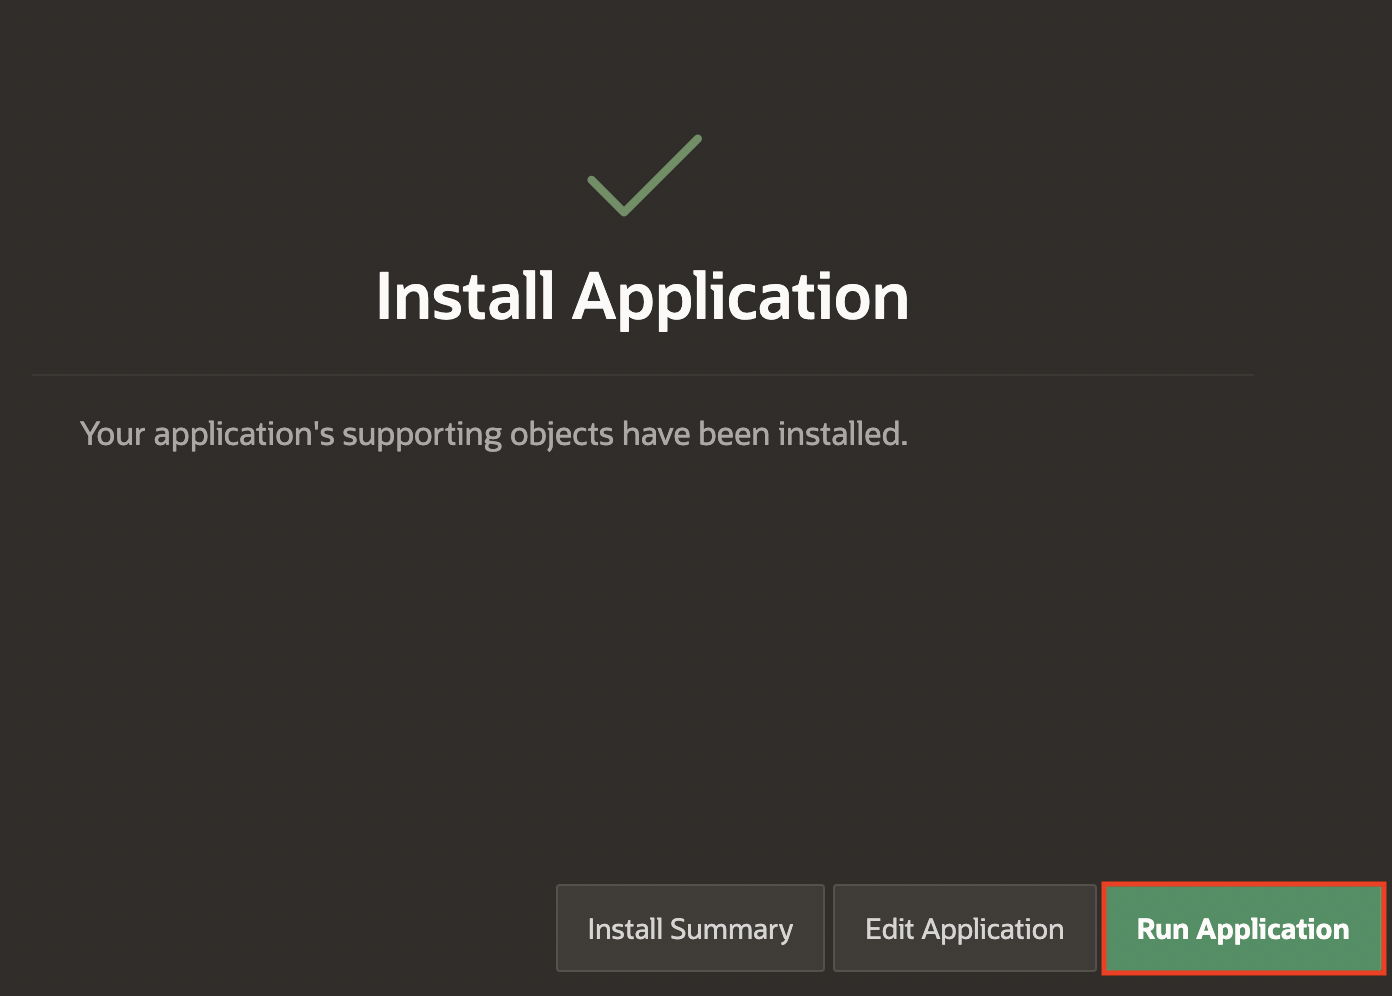 Install Application
Your application's supporting objects have been installed.
Install Summary
Edit Application
Run Application